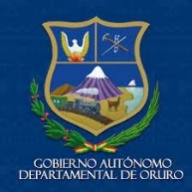 GOBIERNO AUTÓNOMO
DEPARTAMENTAL DE ORURO